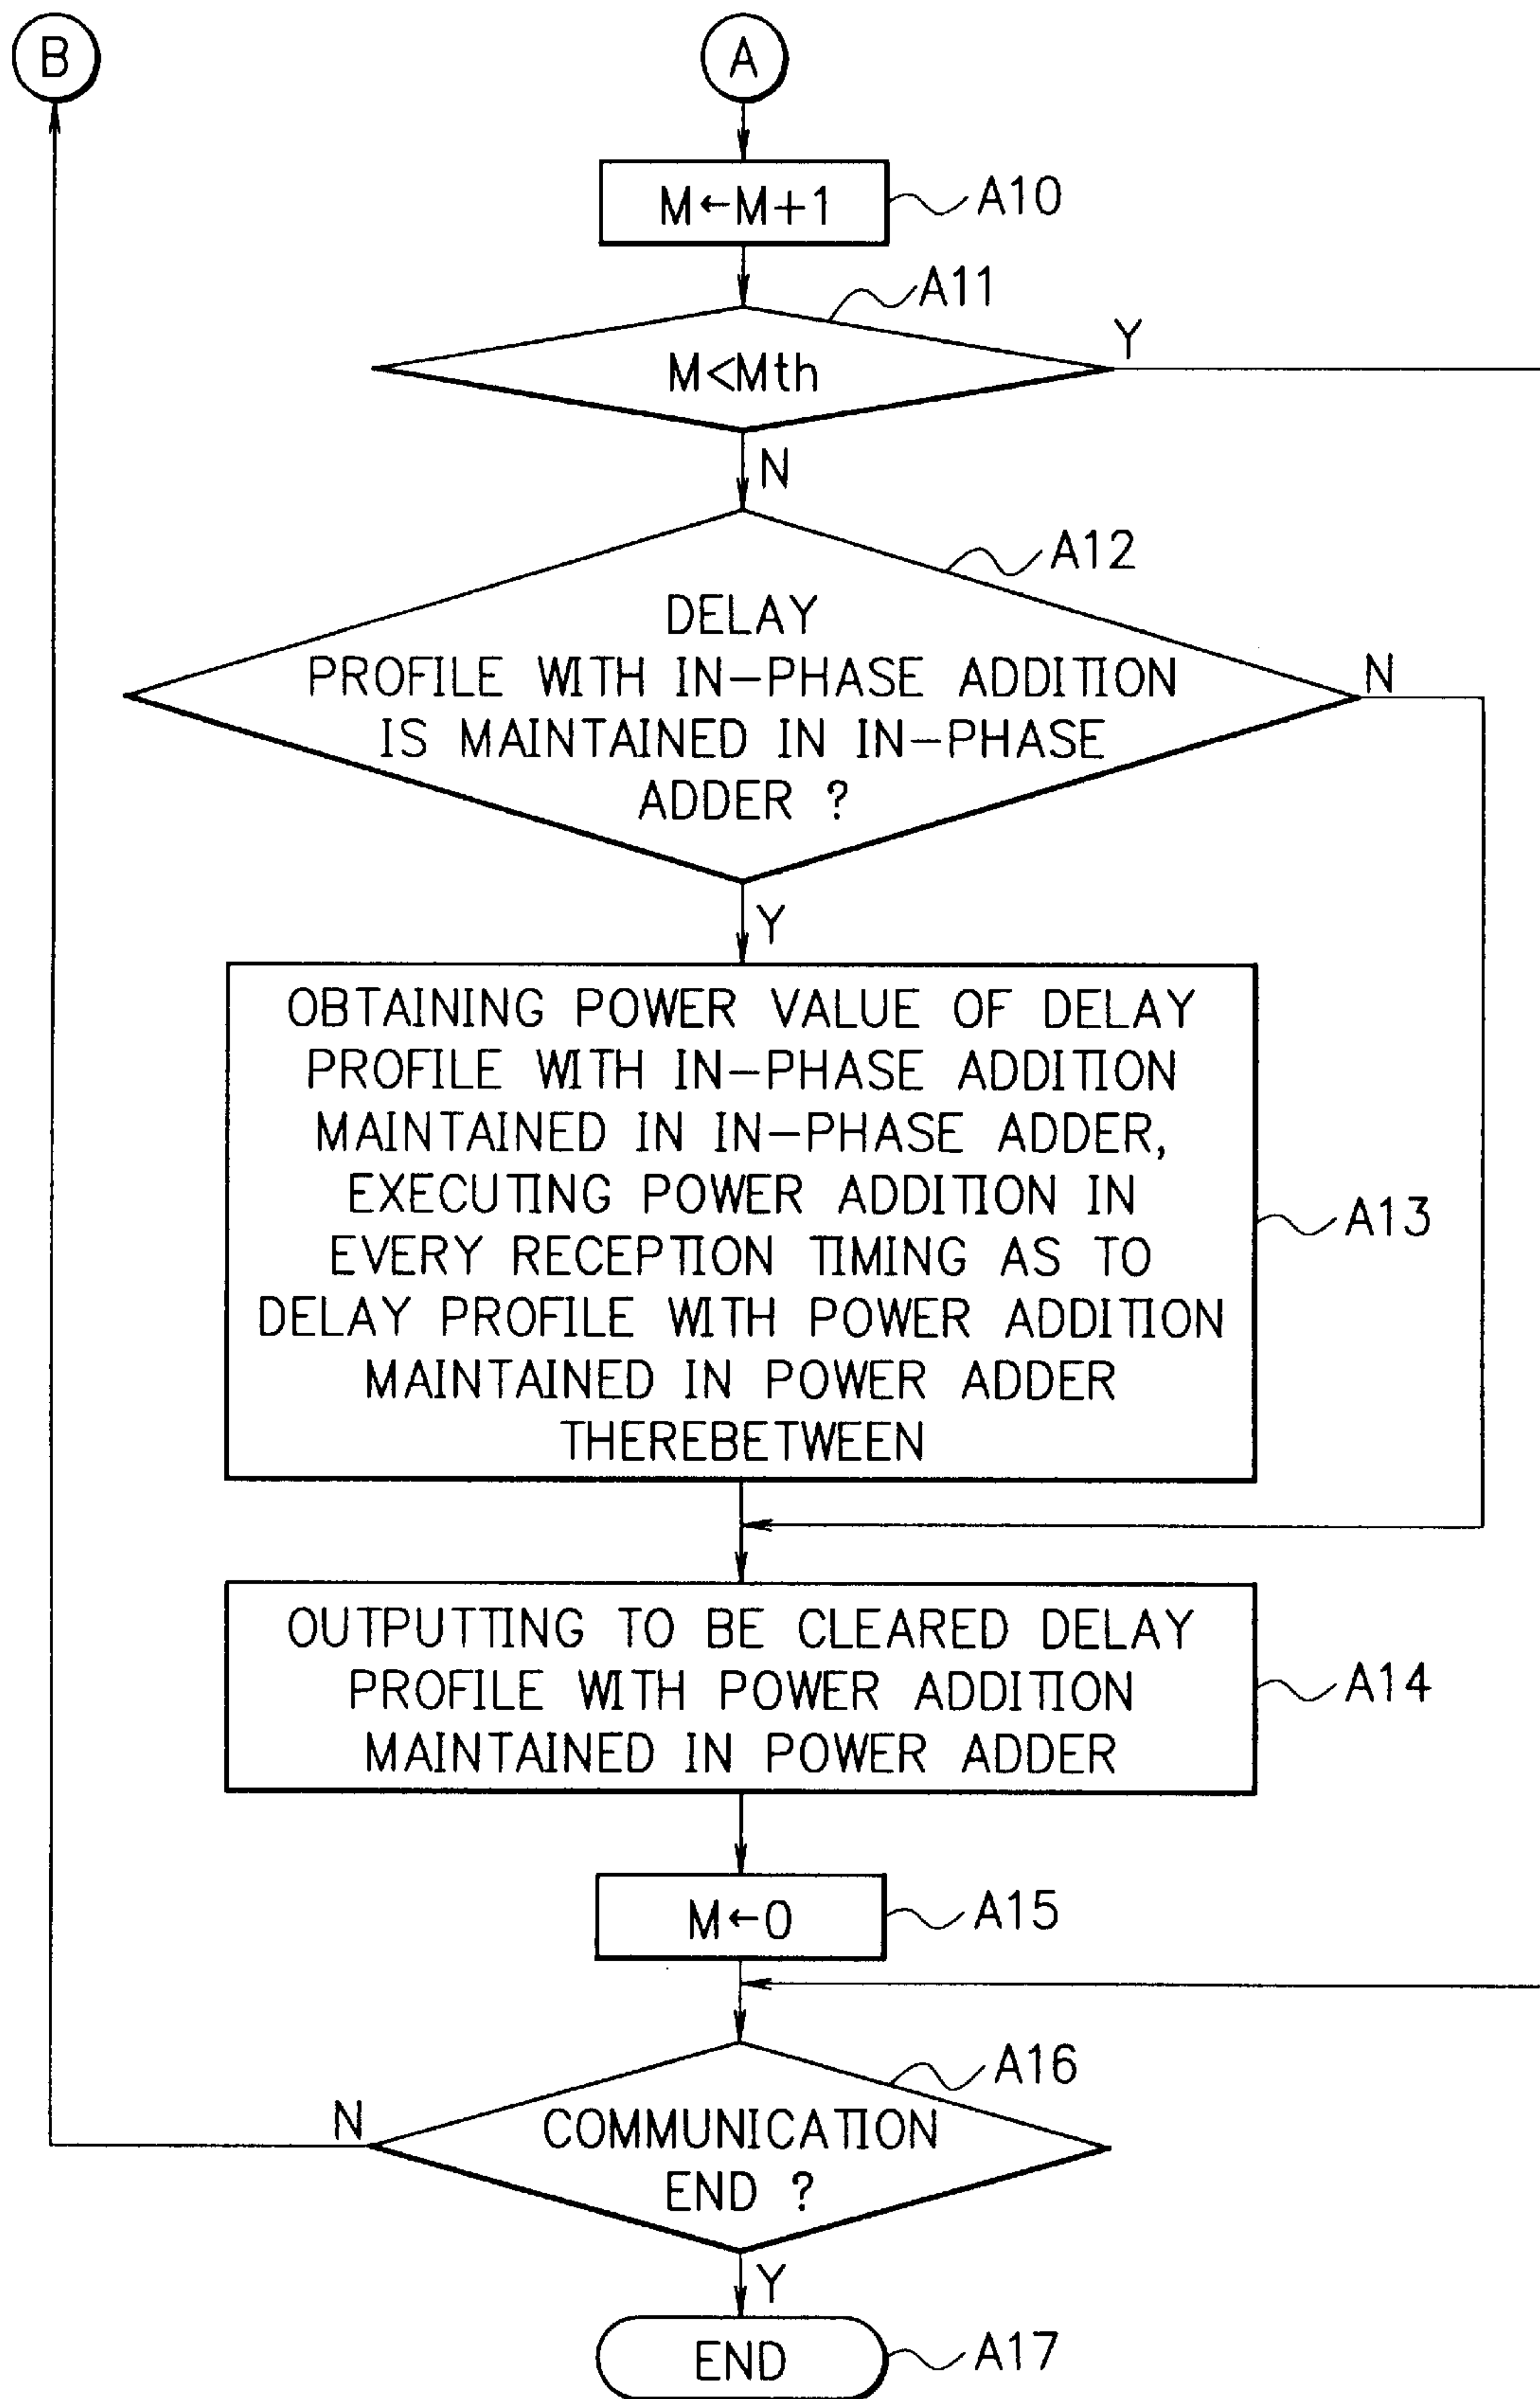 B
A
M←M+1
A10
A11
M<Mth
Y
N
A12
DELAY
PROFILE WITH IN-PHASE ADDITION
IS MAINTAINED IN IN-PHASE
ADDER ?
N
Y
OBTAINING POWER VALUE OF DELAY
PROFILE WITH IN-PHASE ADDITION
MAINTAINED IN IN-PHASE ADDER,
EXECUTING POWER ADDITION IN
EVERY RECEPTION TIMING AS TO
DELAY PROFILE WITH POWER ADDITION
MAINTAINED IN POWER ADDER
THEREBETWEEN
A13
OUTPUTTING TO BE CLEARED DELAY
PROFILE WITH POWER ADDITION
MAINTAINED IN POWER ADDER
A14
M←0
A15
A16
N
COMMUNICATION
END ?
Y
END
A17